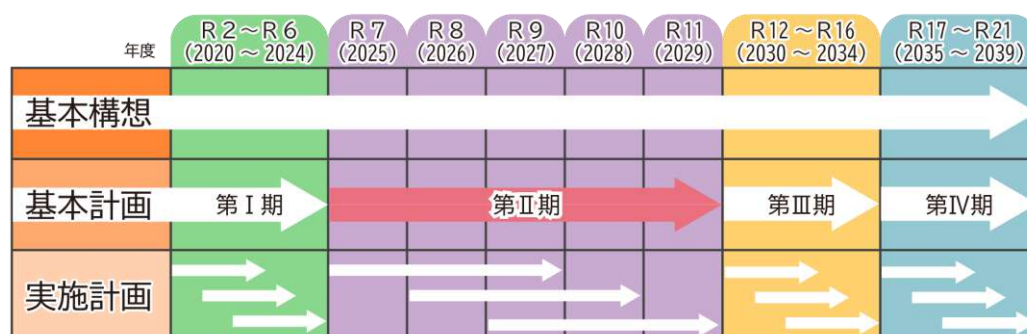 年度
R2～R6
(2020～2024)
R7
(2025)
R8
(2026)
R9
(2027)
R10
(2028)
R11
(2029)
R12～R16
(2030～2034)
R17～R21
(2035～2039)
基本構想
基本計画
第Ⅰ期
第Ⅱ期
第Ⅲ期
第Ⅳ期
実施計画